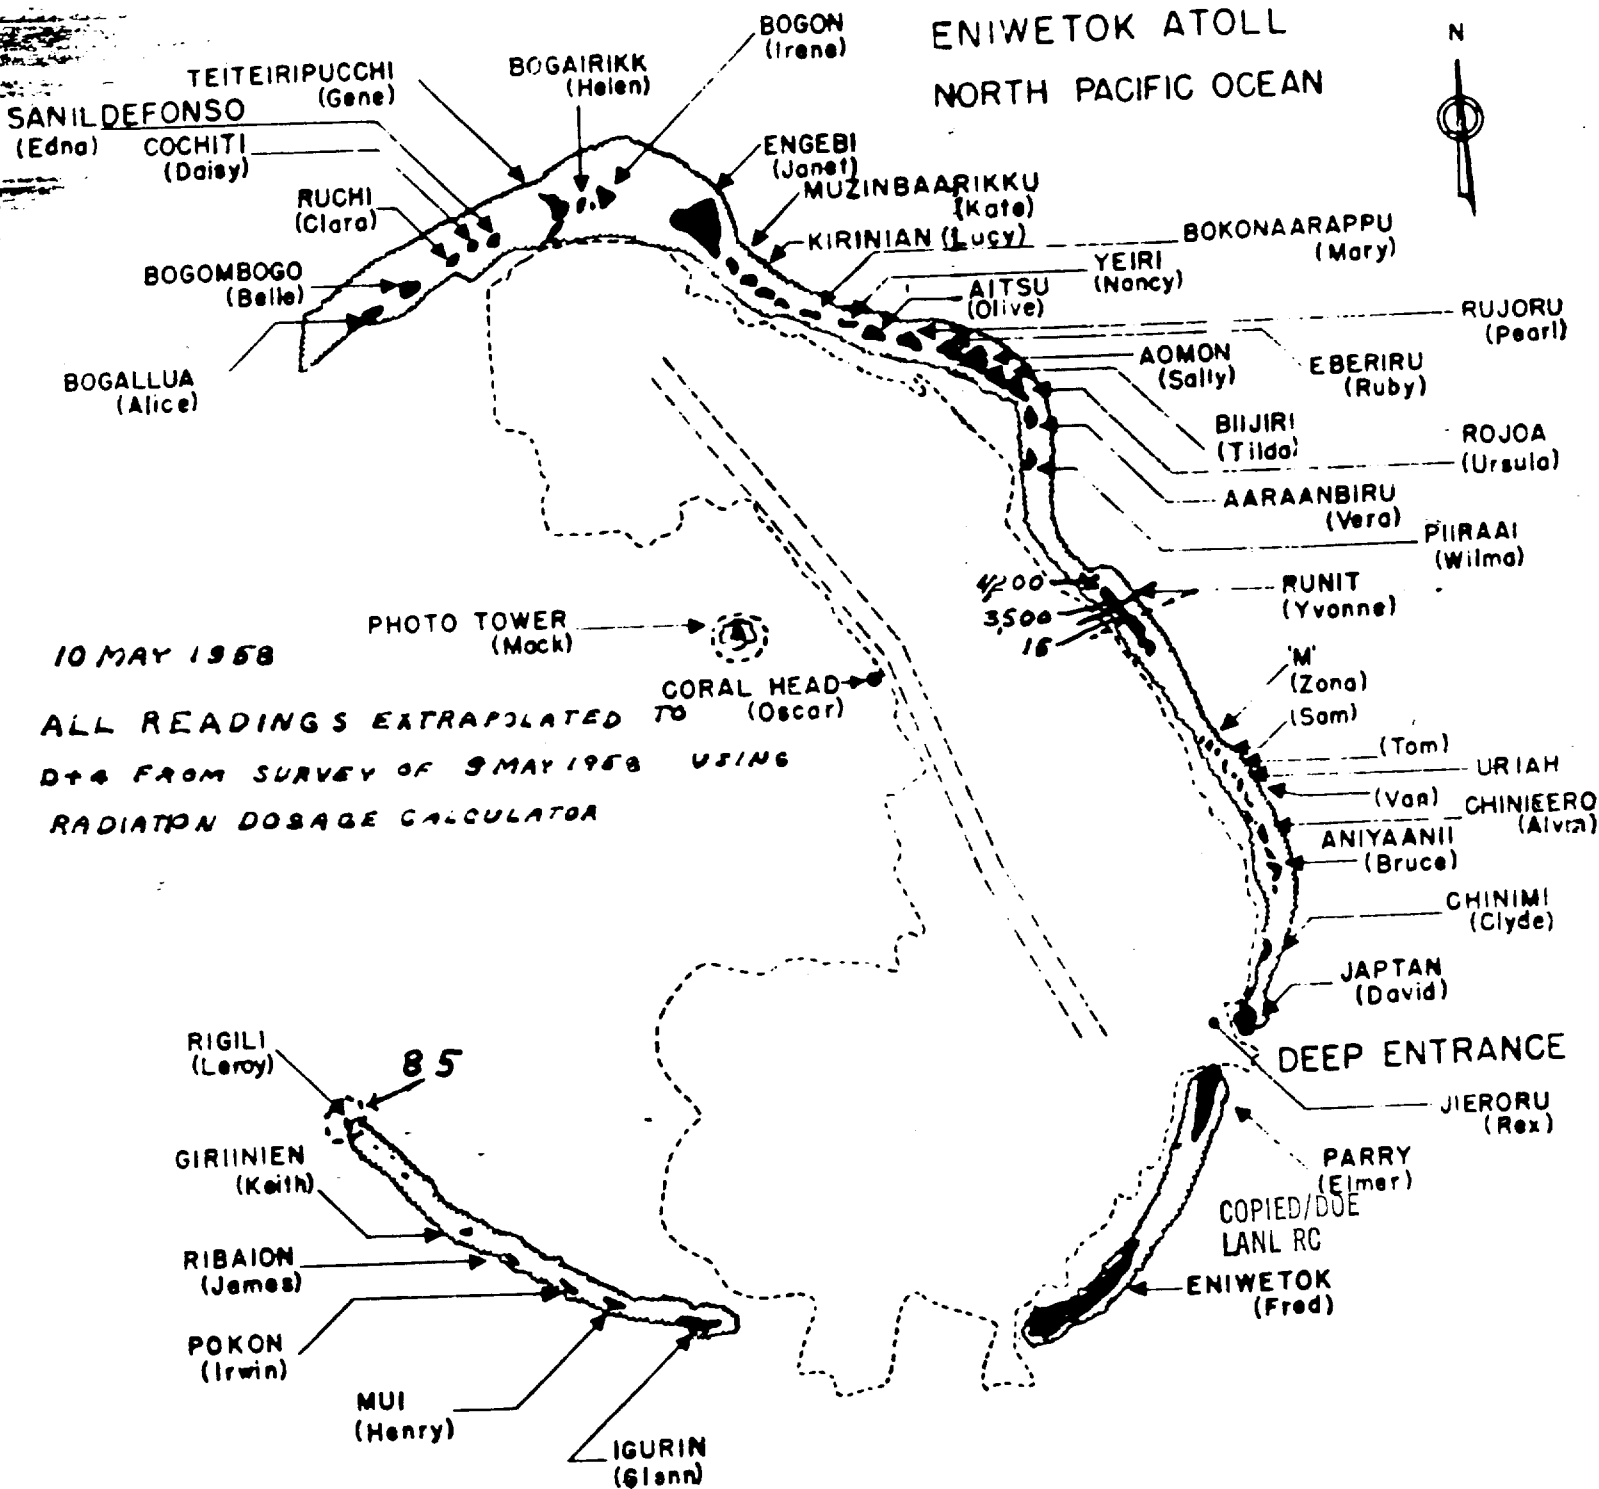 ENIWETOK ATOLL
NORTH PACIFIC OCEAN
N
BOGON
(Irene)
BOGAIRIKK
(Helen)
TEITEIRIPUCCHI
(Gene)
SANILDEFONSO
(Edna)
COCHITI
(Daisy)
RUCHI
(Clara)
BOGOMBOGO
(Belle)
BOGALLUA
(Alice)
ENGEBI
(Janet)
MUZINBAARIKKU
(Kate)
KIRINIAN (Lucy)
BOKONAARAPPU
(Mary)
YEIRI
(Nancy)
AITSU
(Olive)
RUJORU
(Pearl)
EBERIRU
(Ruby)
AOMON
(Sally)
BIIJIRI
(Tilda)
ROJOA
(Ursula)
AARAANBIRU
(Vera)
PIIRAAI
(Wilma)
4200
3,500
15
RUNIT
(Yvonne)
PHOTO TOWER
(Mack)
CORAL HEAD
(Oscar)
10 MAY 1958
ALL READINGS EXTRAPOLATED TO
D+4 FROM SURVEY OF 9 MAY 1958 USING
RADIATION DOSAGE CALCULATOR
'M'
(Zona)
(Sam)
(Tom)
URIAH
(Van)
CHINIEERO
(Alvin)
ANIYAANII
(Bruce)
CHINIMI
(Clyde)
JAPTAN
(David)
DEEP ENTRANCE
JIERORU
(Rex)
PARRY
(Elmer)
COPIED/DOE
LANL RC
ENIWETOK
(Fred)
RIGILI
(Leroy)
85
GIRIINIEN
(Keith)
RIBAION
(James)
POKON
(Irwin)
MUI
(Henry)
IGURIN
(Glenn)